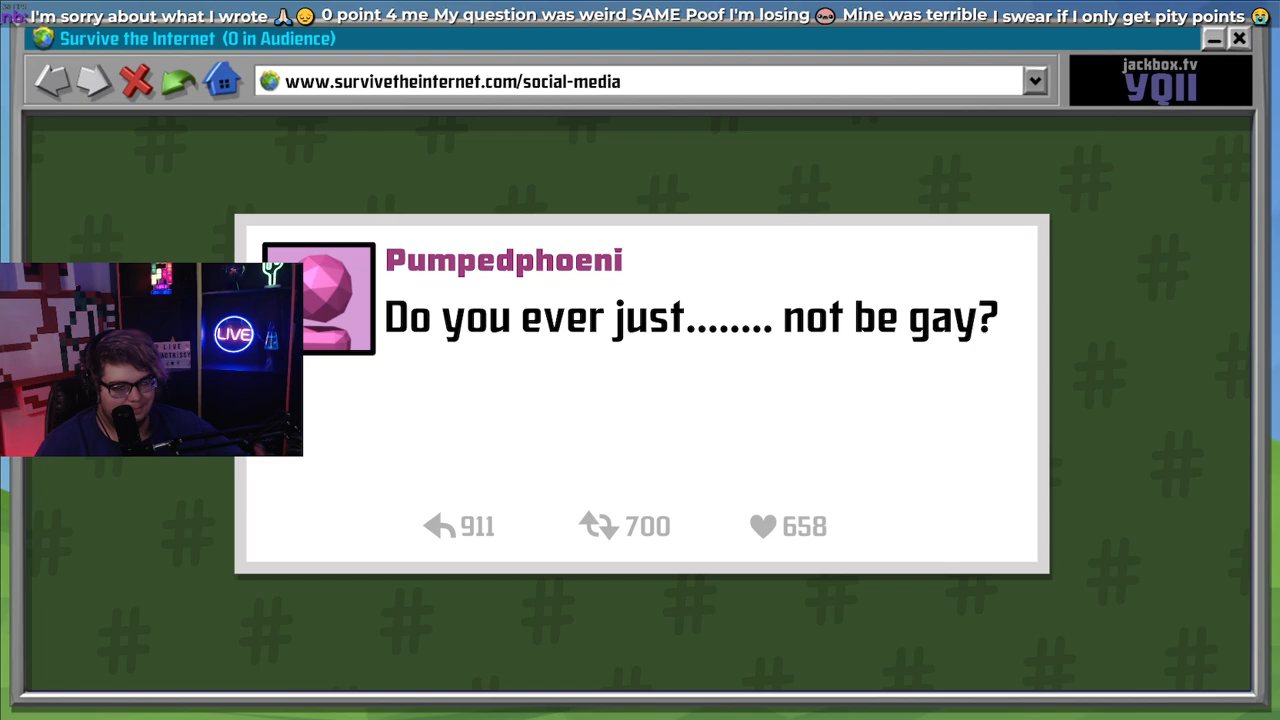 I'm sorry about what I wrote 🙏😔 0 point 4 me My question was weird SAME Poot I'm losing Mine was terrible I swear if I only get pity points 😭
Survive the Internet (0 in Audience)
www.survivetheinternet.com/social-media
jackbox.tv
YQII
Pumpedphoeni
Do you ever just........ not be gay?
LIVE
911 700 658